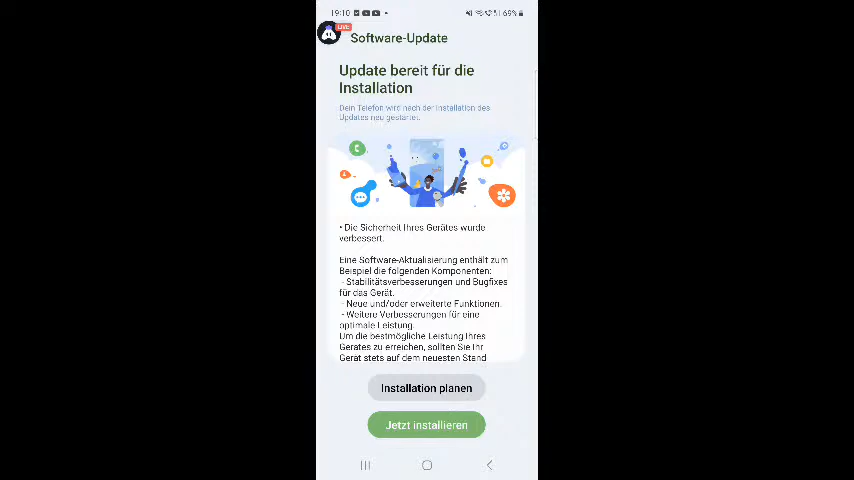 19:10
69%
LIVE
Software-Update
Update bereit für die
Installation
Dein Telefon wird nach der Installation des
Updates neu gestartet.
• Die Sicherheit Ihres Gerätes wurde
verbessert.
Eine Software-Aktualisierung enthält zum
Beispiel die folgenden Komponenten:
- Stabilitätsverbesserungen und Bugfixes
für das Gerät.
- Neue und/oder erweiterte Funktionen.
- Weitere Verbesserungen für eine
optimale Leistung.
Um die bestmögliche Leistung Ihres
Gerätes zu erreichen, sollten Sie Ihr
Gerät stets auf dem neuesten Stand
Installation planen
Jetzt installieren